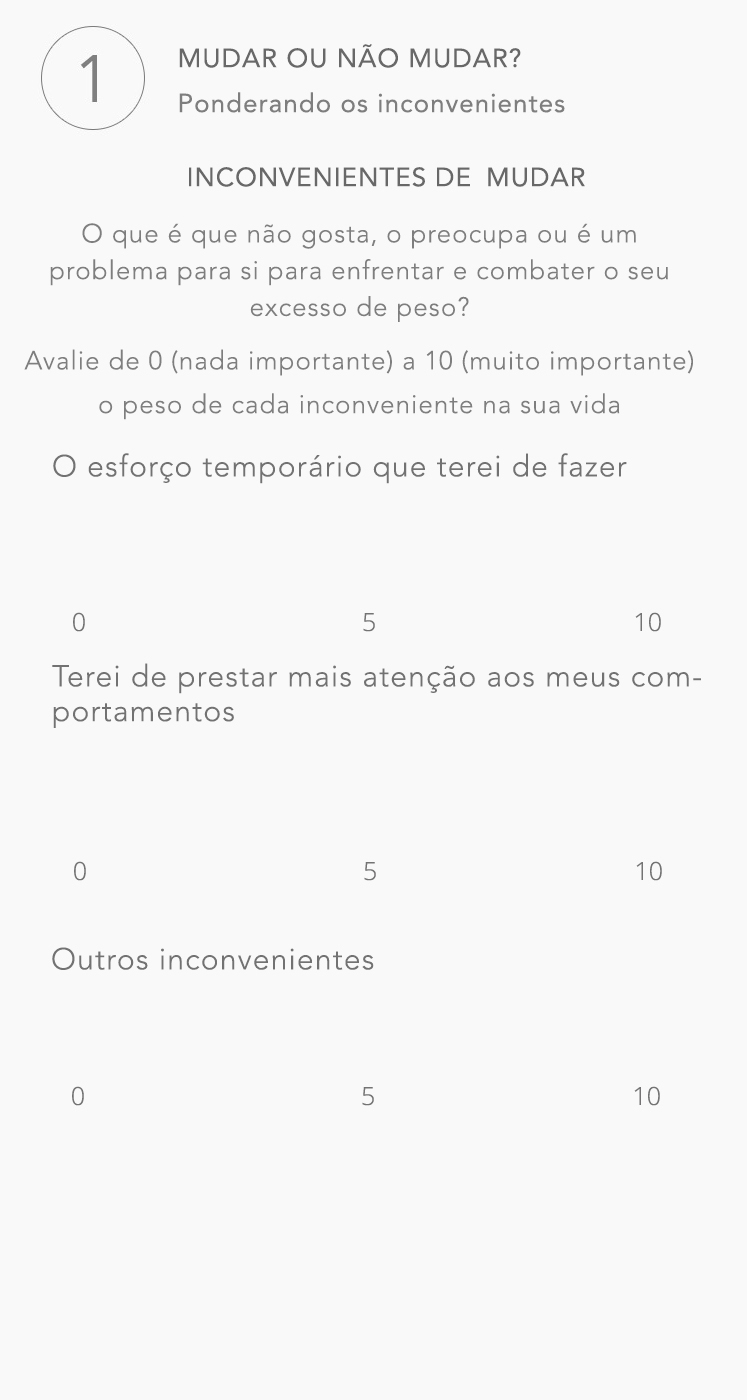 1
MUDAR OU NÃO MUDAR?
Ponderando os inconvenientes
INCONVENIENTES DE MUDAR
O que é que não gosta, o preocupa ou é um
problema para si para enfrentar e combater o seu
excesso de peso?
Avalie de 0 (nada importante) a 10 (muito importante)
o peso de cada inconveniente na sua vida
O esforço temporário que terei de fazer
0 5 10
Terei de prestar mais atenção aos meus com-
portamentos
0 5 10
Outros inconvenientes
0 5 10